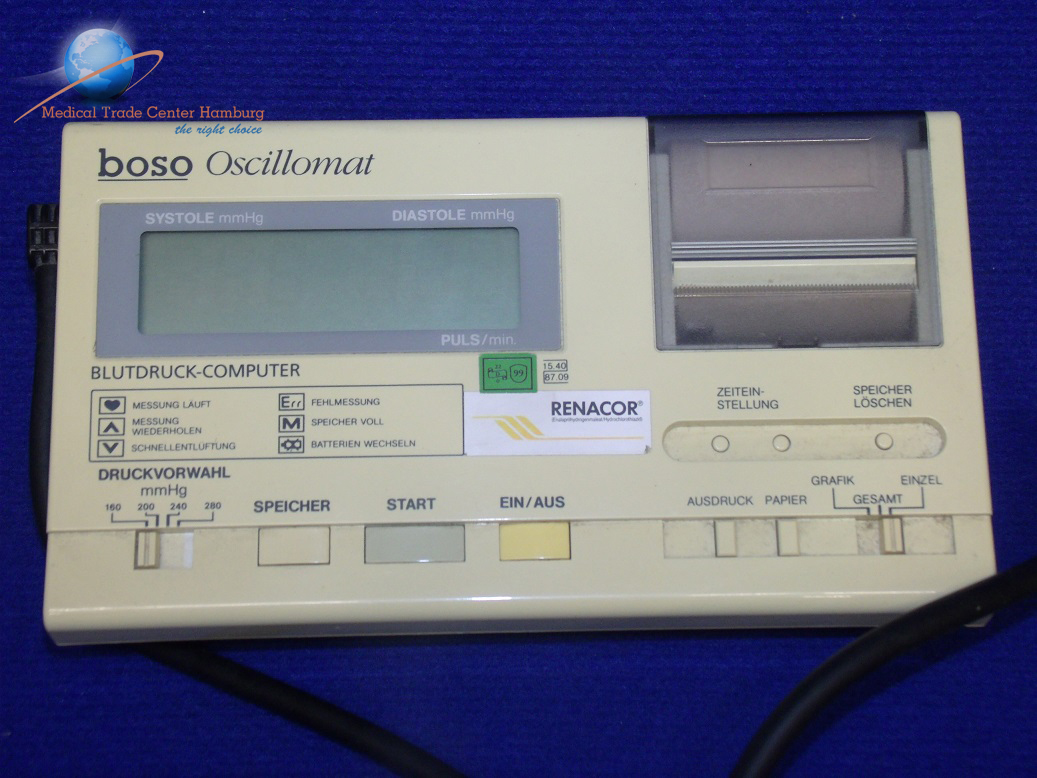 Medical Trade Center Hamburg
the right choice
boso Oscillomat
SYSTOLE mmHg
DIASTOLE mmHg
PULS/min.
BLUTDRUCK-COMPUTER
99
15.40
87.09
MESSUNG LÄUFT
MESSUNG
WIEDERHOLEN
SCHNELLENTLÜFTUNG
Err FEHLMESSUNG
M SPEICHER VOLL
BATTERIEN WECHSELN
RENACOR®
ZEITEIN-
STELLUNG
SPEICHER
LÖSCHEN
DRUCKVORWAHL
mmHg
160 200 240 280
SPEICHER
START
EIN/AUS
AUSDRUCK
PAPIER
GRAFIK
GESAMT
EINZEL